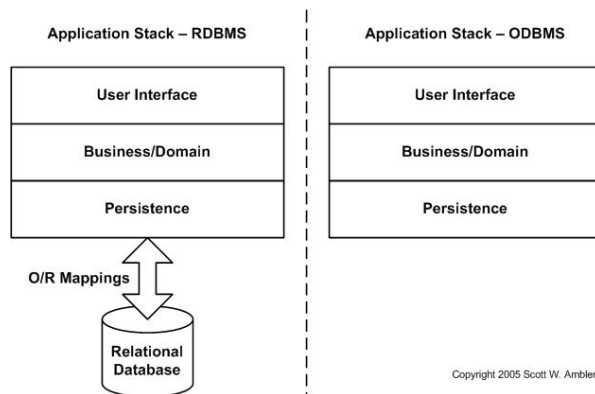 Application Stack – RDBMS
User Interface
Business/Domain
Persistence
O/R Mappings
Relational
Database
Application Stack – ODBMS
User Interface
Business/Domain
Persistence
Copyright 2005 Scott W. Ambler